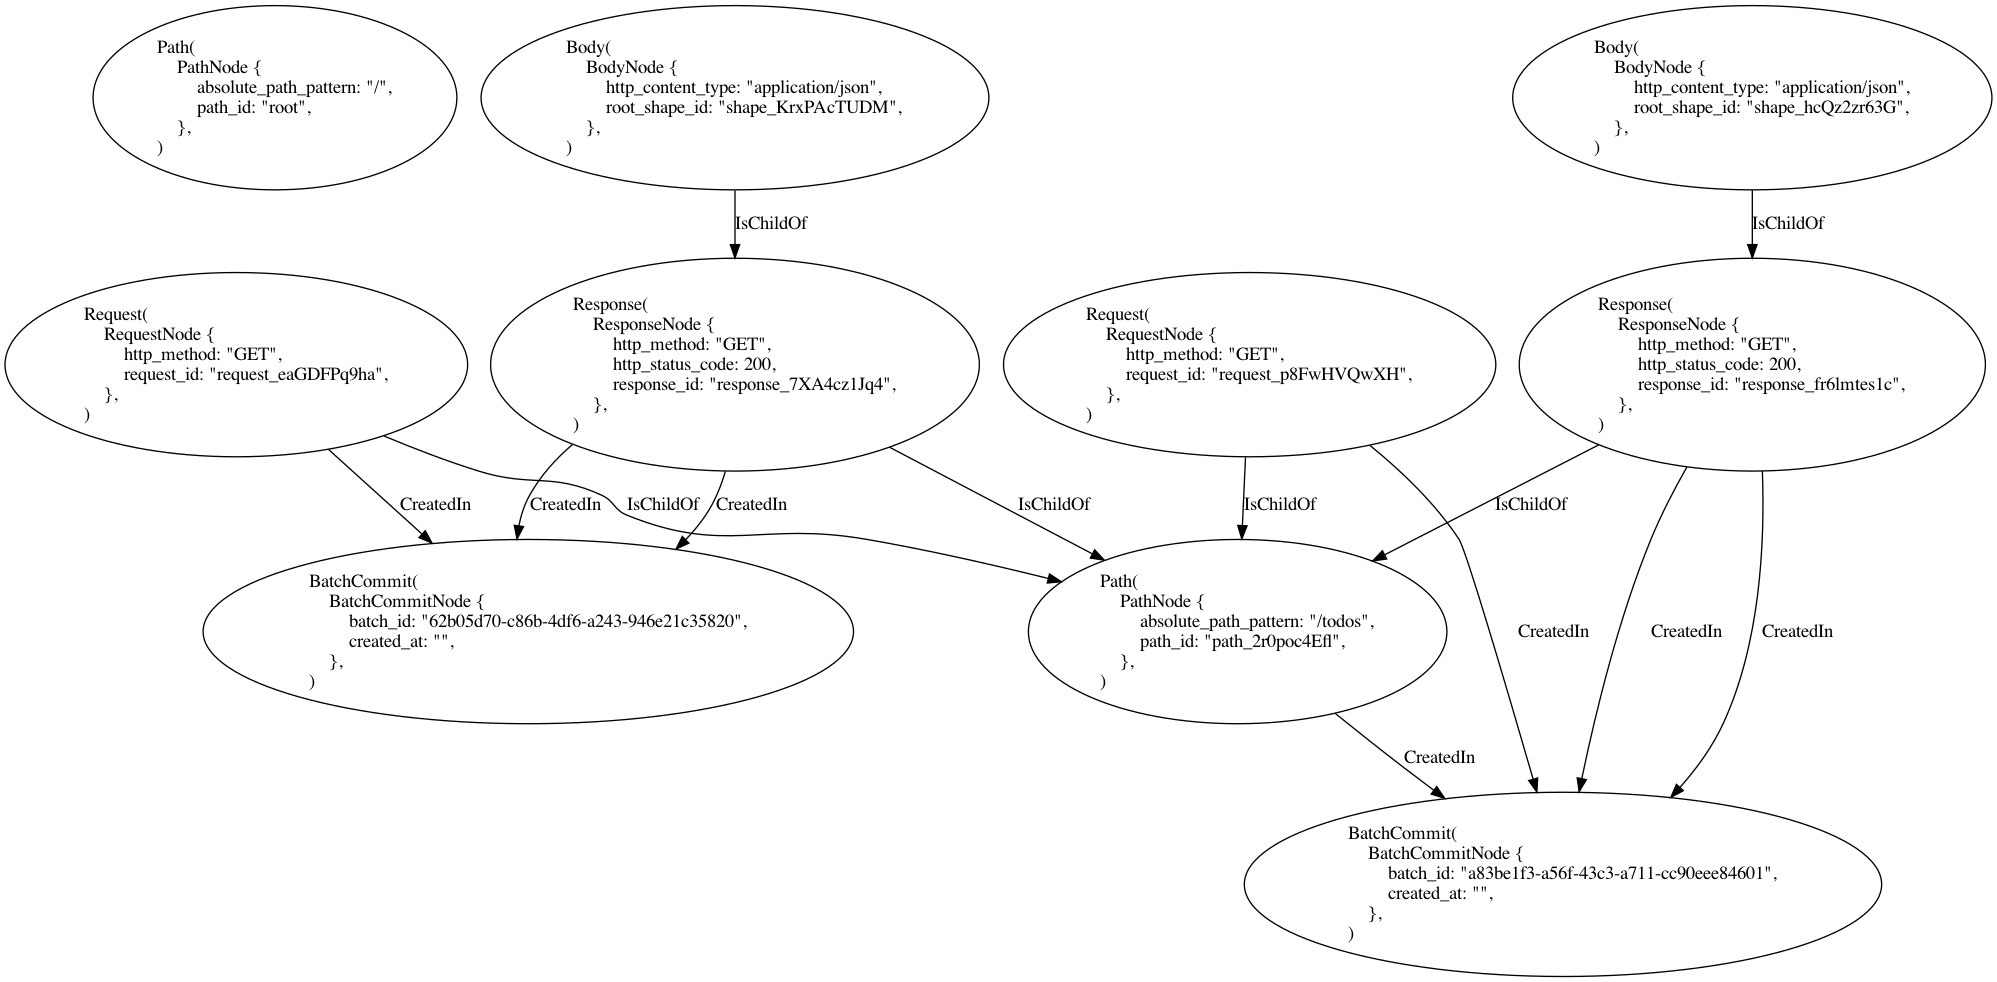 Path(
PathNode {
absolute_path_pattern: "/",
path_id: "root",
},
)
Body(
BodyNode {
http_content_type: "application/json",
root_shape_id: "shape_KrxPAcTUDM",
},
)
Body(
BodyNode {
http_content_type: "application/json",
root_shape_id: "shape_hcQz2zr63G",
},
)
IsChildOf
IsChildOf
Request(
RequestNode {
http_method: "GET",
request_id: "request_eaGDFPq9ha",
},
)
Response(
ResponseNode {
http_method: "GET",
http_status_code: 200,
response_id: "response_7XA4cz1Jq4",
},
)
Request(
RequestNode {
http_method: "GET",
request_id: "request_p8FwHVQwXH",
},
)
Response(
ResponseNode {
http_method: "GET",
http_status_code: 200,
response_id: "response_fr6lmtes1c",
},
)
CreatedIn
CreatedIn
IsChildOf
CreatedIn
IsChildOf
IsChildOf
IsChildOf
BatchCommit(
BatchCommitNode {
batch_id: "62b05d70-c86b-4df6-a243-946e21c35820",
created_at: "",
},
)
Path(
PathNode {
absolute_path_pattern: "/todos",
path_id: "path_2r0poc4Efl",
},
)
CreatedIn
CreatedIn
CreatedIn
CreatedIn
BatchCommit(
BatchCommitNode {
batch_id: "a83be1f3-a56f-43c3-a711-cc90eee84601",
created_at: "",
},
)